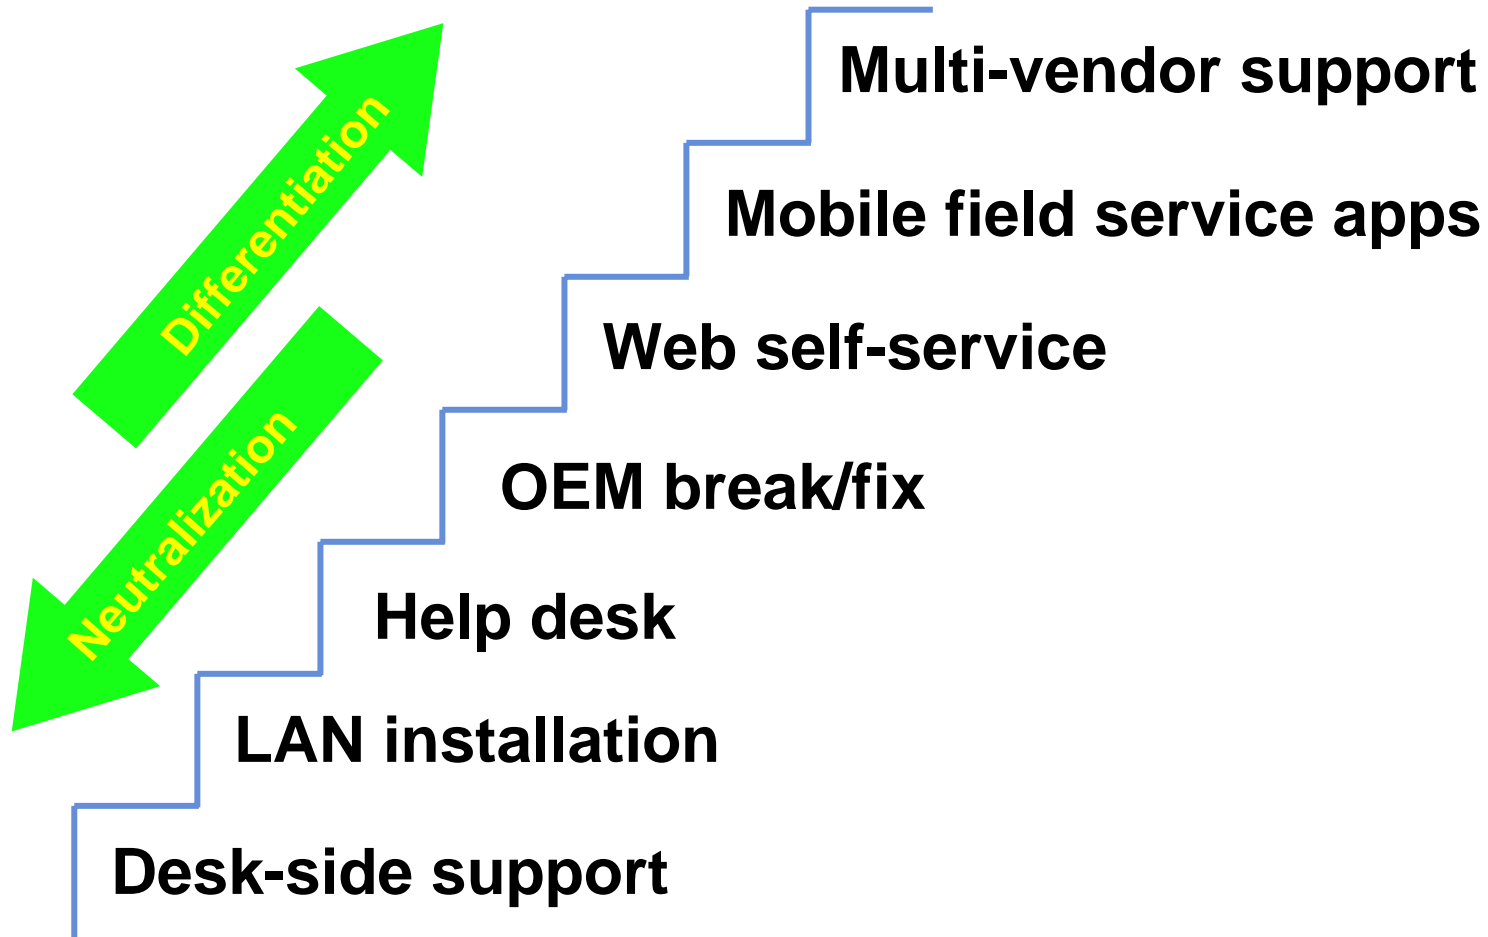 Multi-vendor support
Differentiation
Mobile field service apps
Web self-service
OEM break/fix
Neutralization
Help desk
LAN installation
Desk-side support